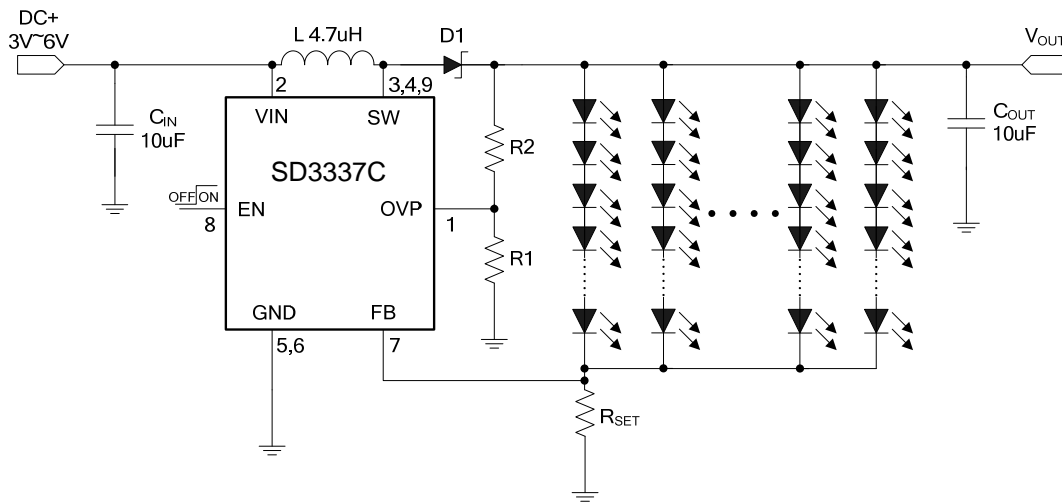 DC+
3V~6V
L 4.7uH
D1
VOUT
2
3,4,9
CIN
10uF
VIN
SW
R2
COUT
10uF
SD3337C
OFF ON
EN
OVP
8
1
R1
GND
FB
5,6
7
RSET